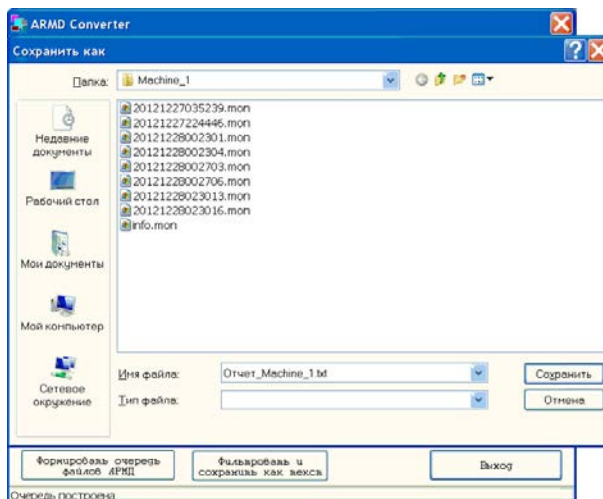 ARMD Converter
Сохранить как
Папка: Machine_1
20121227035239.mon
20121227224446.mon
20121228002301.mon
20121228002304.mon
20121228002703.mon
20121228002706.mon
20121228023013.mon
20121228023016.mon
info.mon
Недавние документы
Рабочий стол
Мои документы
Мой компьютер
Сетевое окружение
Имя файла: Отчет_Machine_1.txt Сохранить
Тип файла: Отмена
Формировать очередь файлов АРМД
Фильтровать и сохранить как текст
Выход
Очередь построена